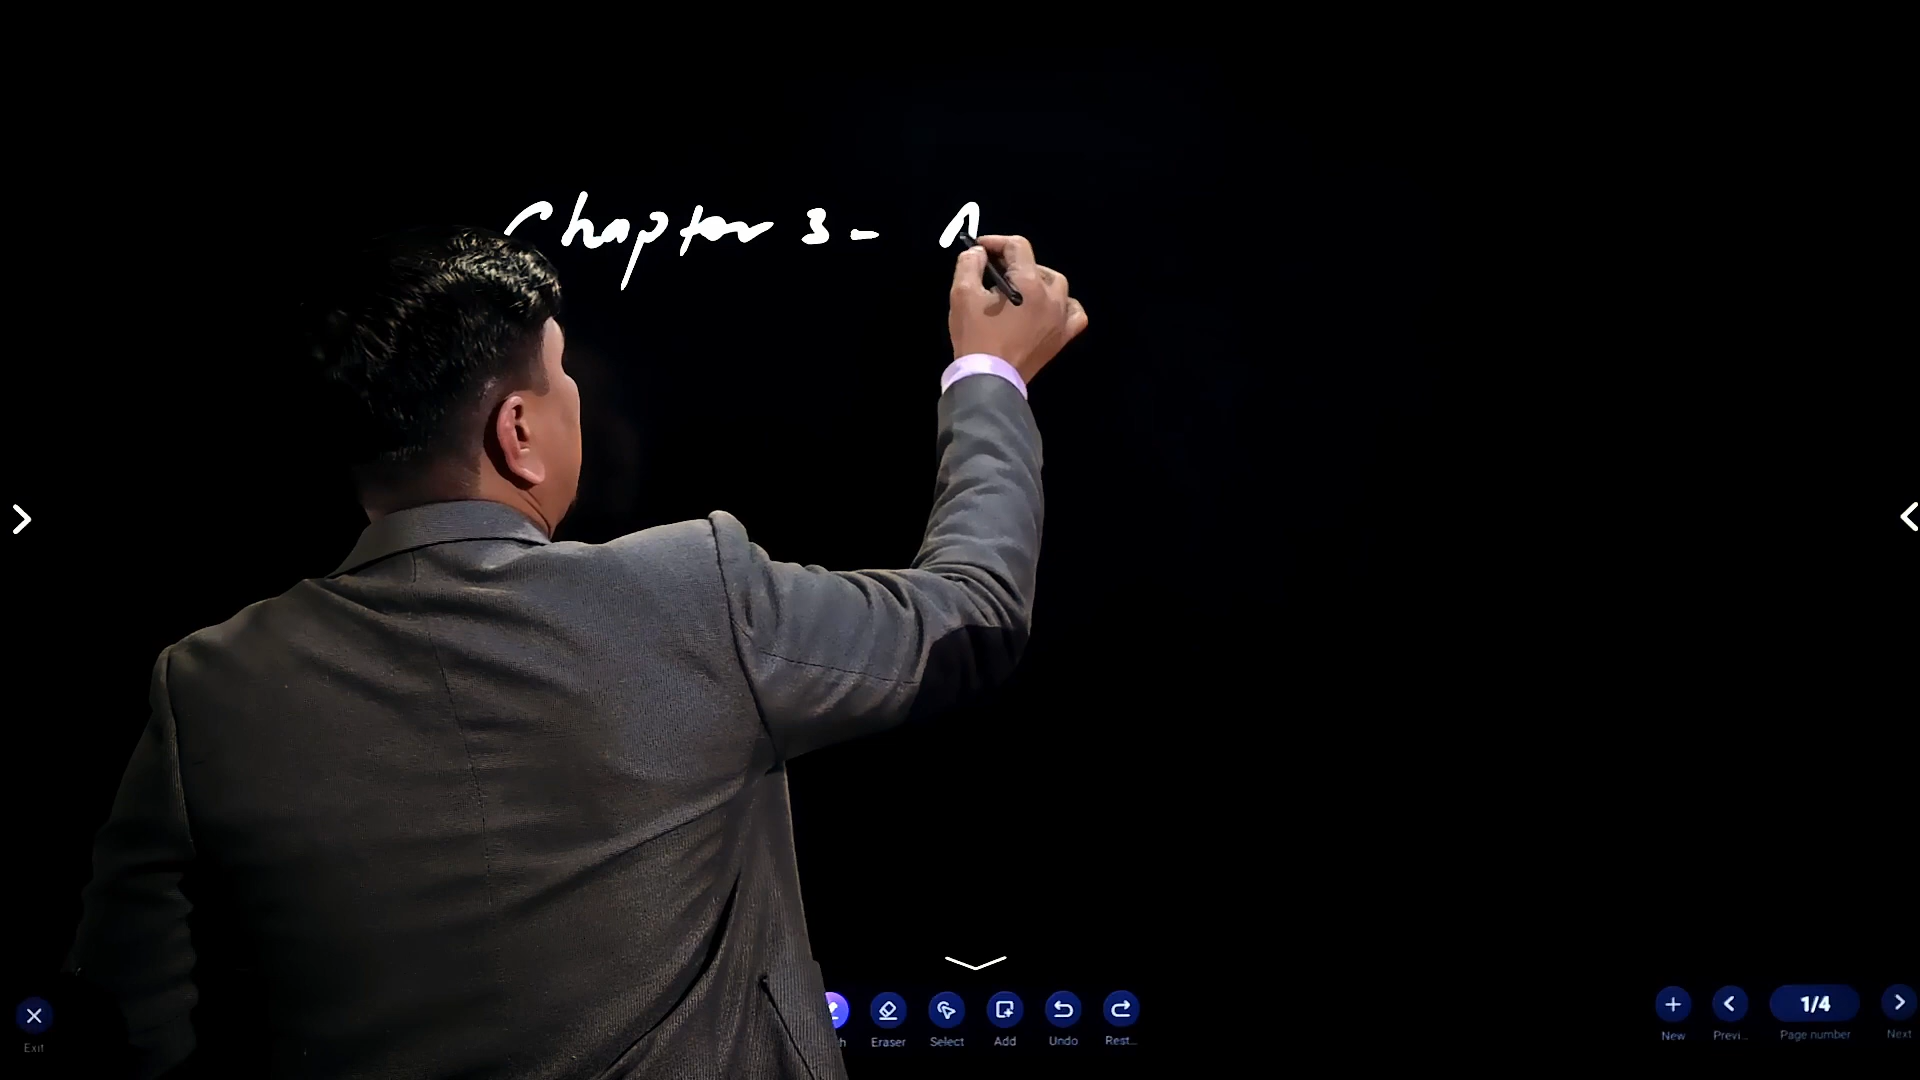 Chapter 3 - A
Exit
Eraser
Select
Add
Undo
Rest...
New
Previ...
1/4
Page number
Next